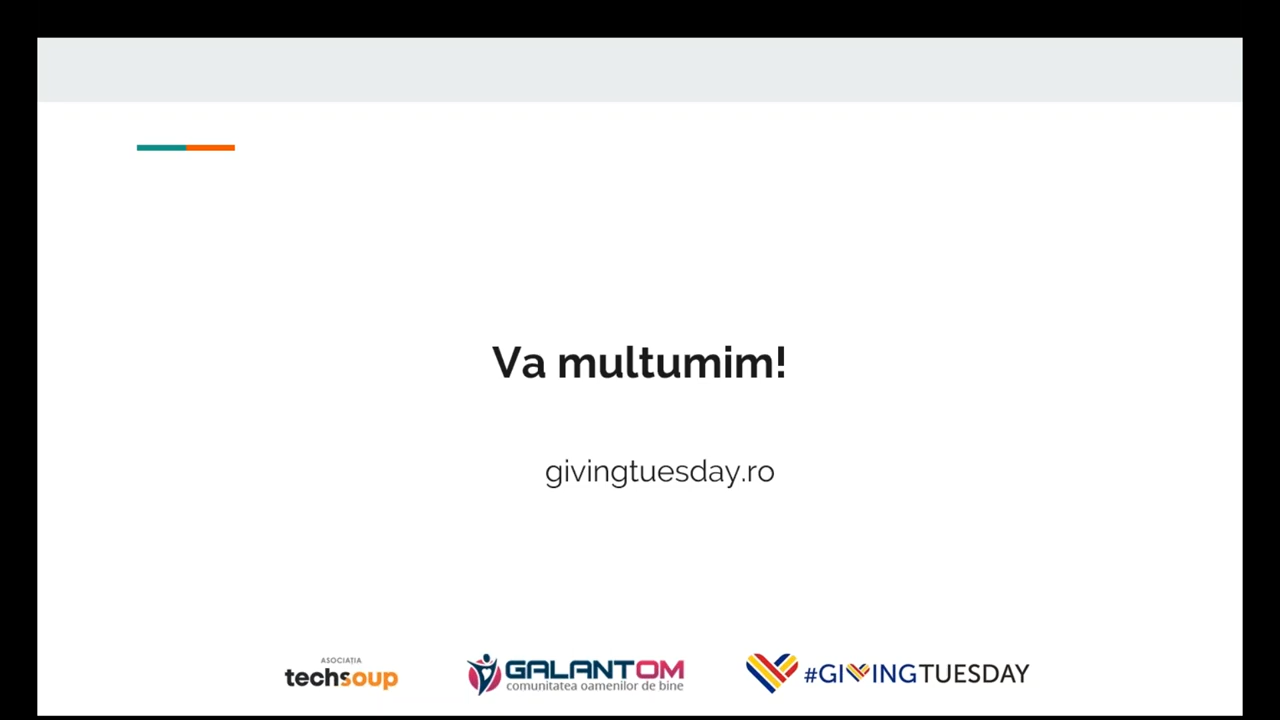 Va multumim!
givingtuesday.ro
ASOCIAȚIA
techsoup
GALANTOM
comunitatea oamenilor de bine
#GIVINGTUESDAY